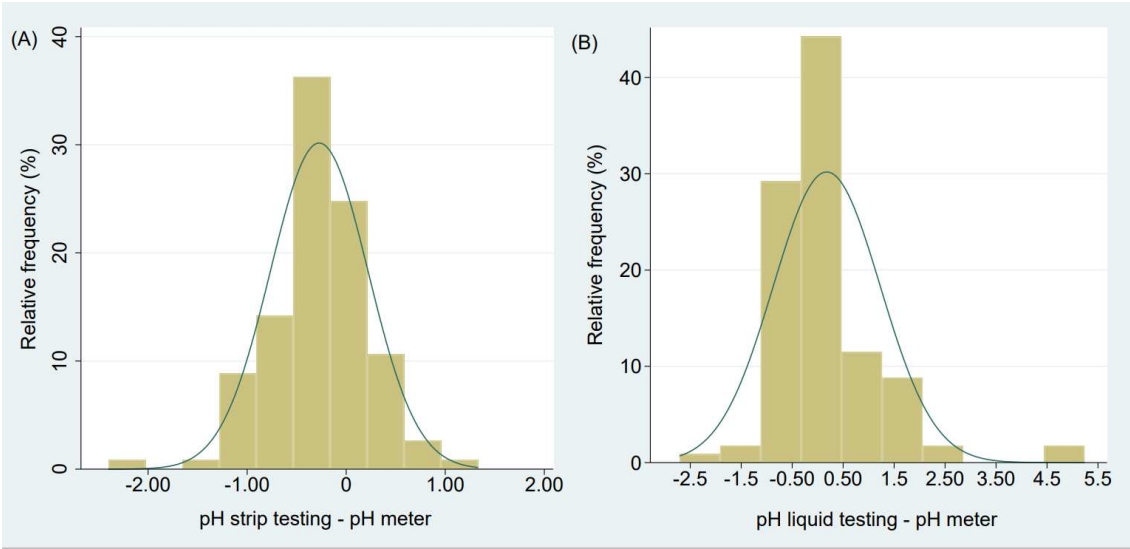 (A)
Relative frequency (%)
40
30
20
10
0
-2.00 -1.00 0 1.00 2.00
pH strip testing - pH meter
(B)
Relative frequency (%)
40
30
20
10
0
-2.5 -1.5 -0.50 0.50 1.5 2.50 3.50 4.5 5.5
pH liquid testing - pH meter